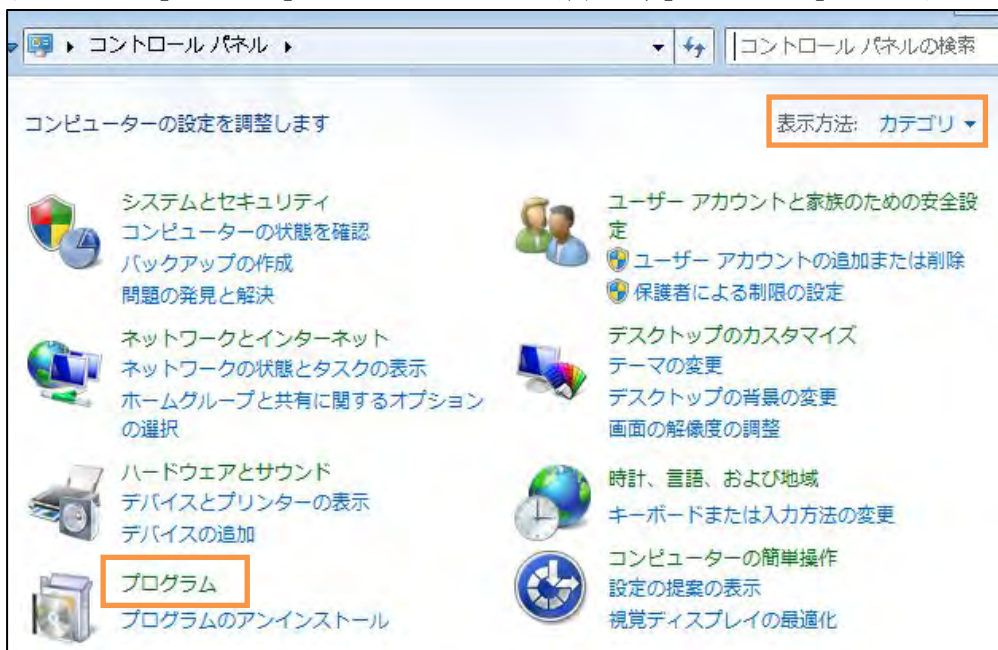 コントロール パネル
コントロール パネルの検索
コンピューターの設定を調整します
表示方法: カテゴリ
システムとセキュリティ
コンピューターの状態を確認
バックアップの作成
問題の発見と解決
ネットワークとインターネット
ネットワークの状態とタスクの表示
ホームグループと共有に関するオプション
の選択
ハードウェアとサウンド
デバイスとプリンターの表示
デバイスの追加
プログラム
プログラムのアンインストール
ユーザー アカウントと家族のための安全設
定
ユーザー アカウントの追加または削除
保護者による制限の設定
デスクトップのカスタマイズ
テーマの変更
デスクトップの背景の変更
画面の解像度の調整
時計、言語、および地域
キーボードまたは入力方法の変更
コンピューターの簡単操作
設定の提案の表示
視覚ディスプレイの最適化